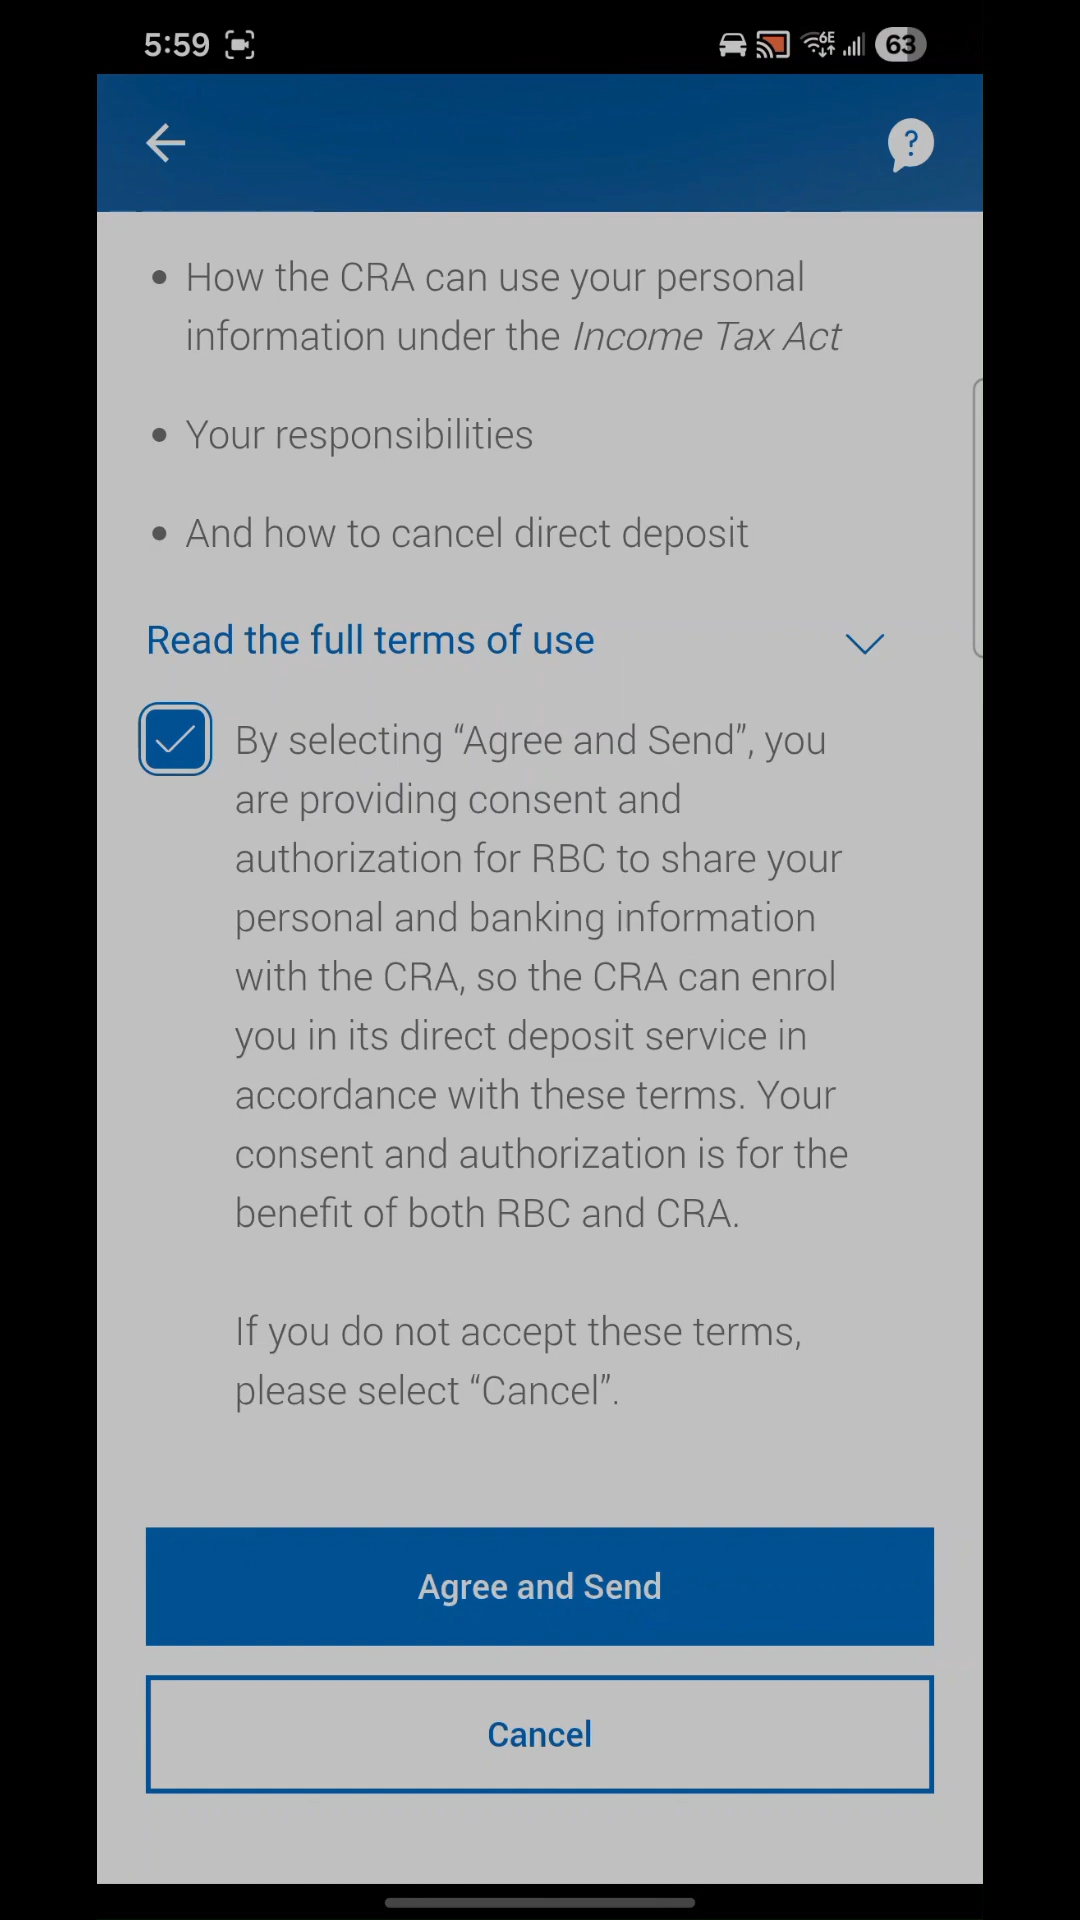 5:59
6E
63
?
• How the CRA can use your personal
information under the Income Tax Act
• Your responsibilities
• And how to cancel direct deposit
Read the full terms of use
By selecting “Agree and Send”, you
are providing consent and
authorization for RBC to share your
personal and banking information
with the CRA, so the CRA can enrol
you in its direct deposit service in
accordance with these terms. Your
consent and authorization is for the
benefit of both RBC and CRA.
If you do not accept these terms,
please select “Cancel”.
Agree and Send
Cancel